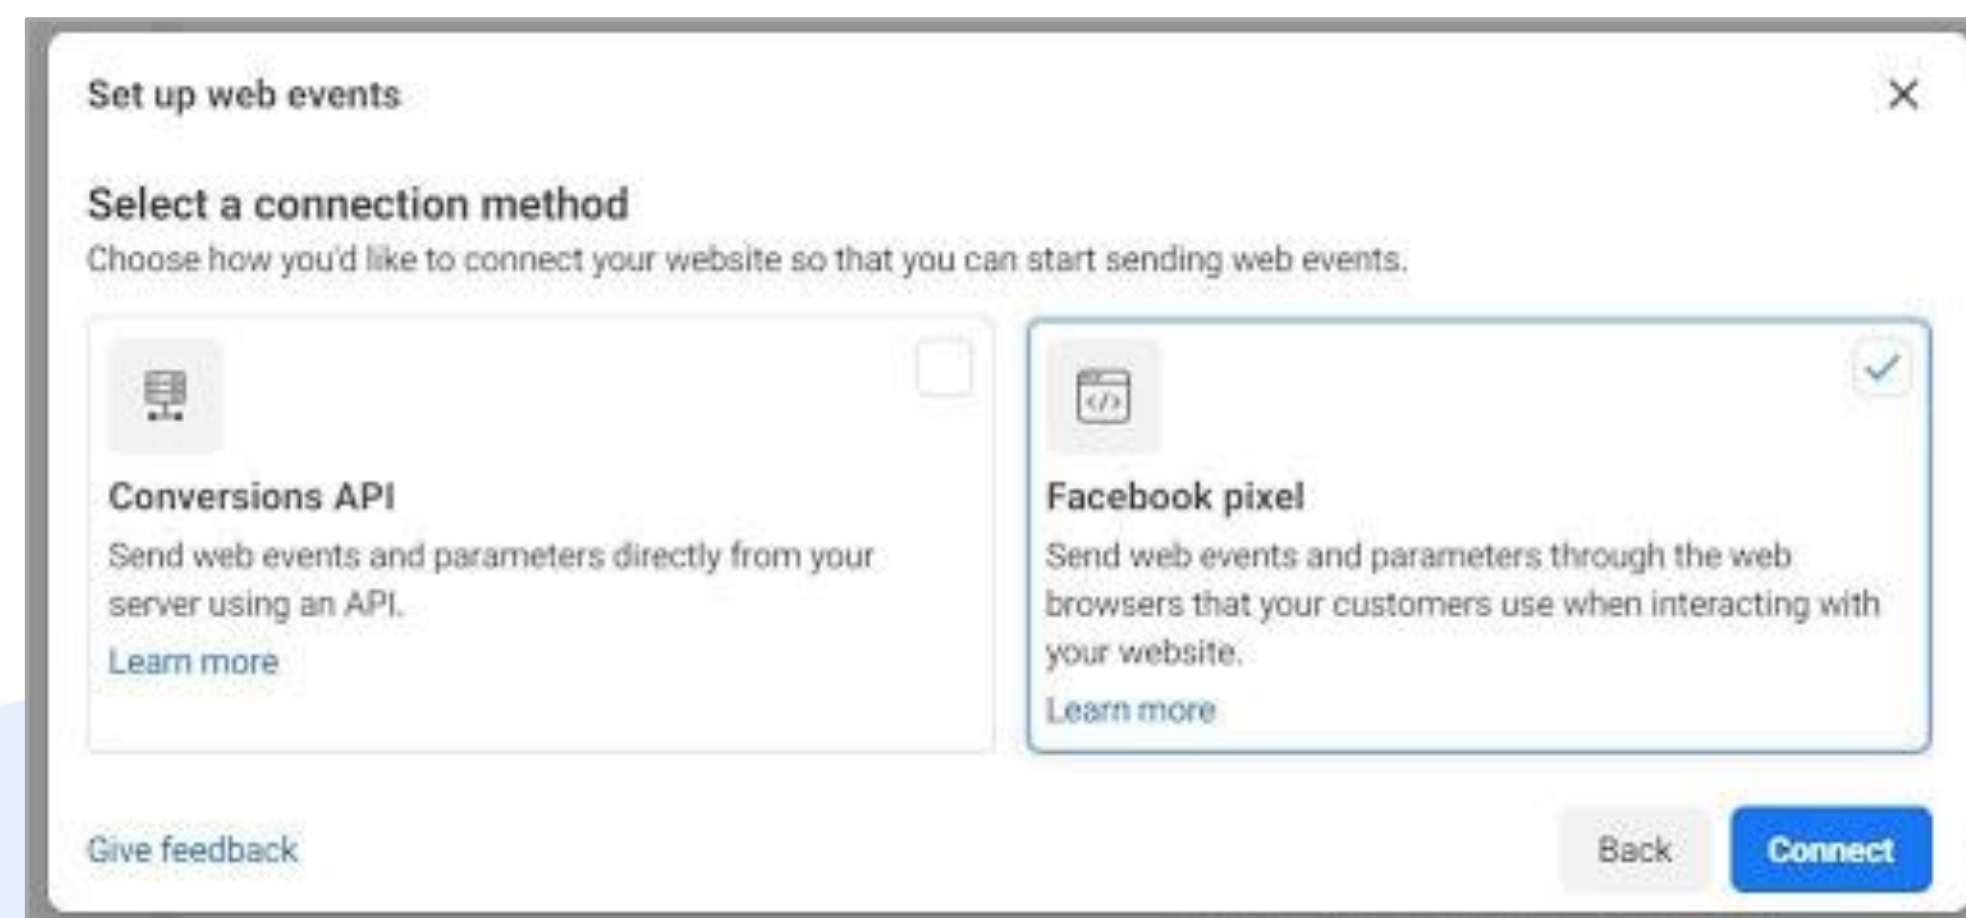 Set up web events
Select a connection method
Choose how you'd like to connect your website so that you can start sending web events.
Conversions API
Send web events and parameters directly from your
server using an API.
Learn more
</>
Facebook pixel
Send web events and parameters through the web
browsers that your customers use when interacting with
your website.
Learn more
Give feedback
Back
Connect